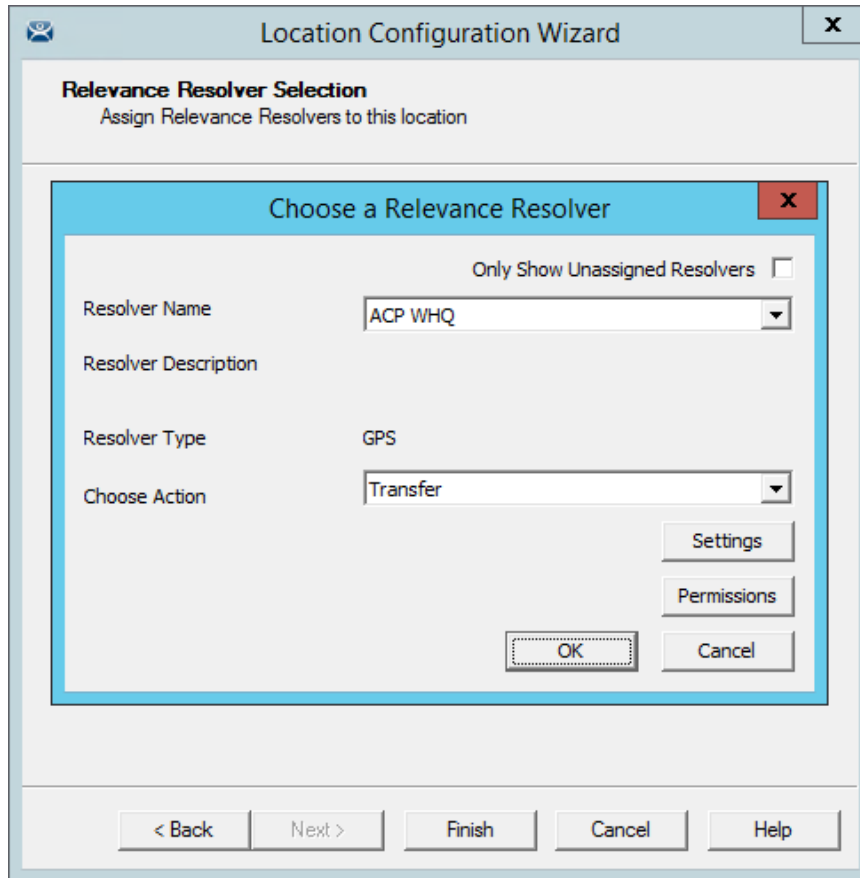 Location Configuration Wizard
x
Relevance Resolver Selection
Assign Relevance Resolvers to this location
Choose a Relevance Resolver
x
Only Show Unassigned Resolvers
Resolver Name
ACP WHQ
Resolver Description
Resolver Type
GPS
Choose Action
Transfer
Settings
Permissions
OK
Cancel
< Back
Next >
Finish
Cancel
Help